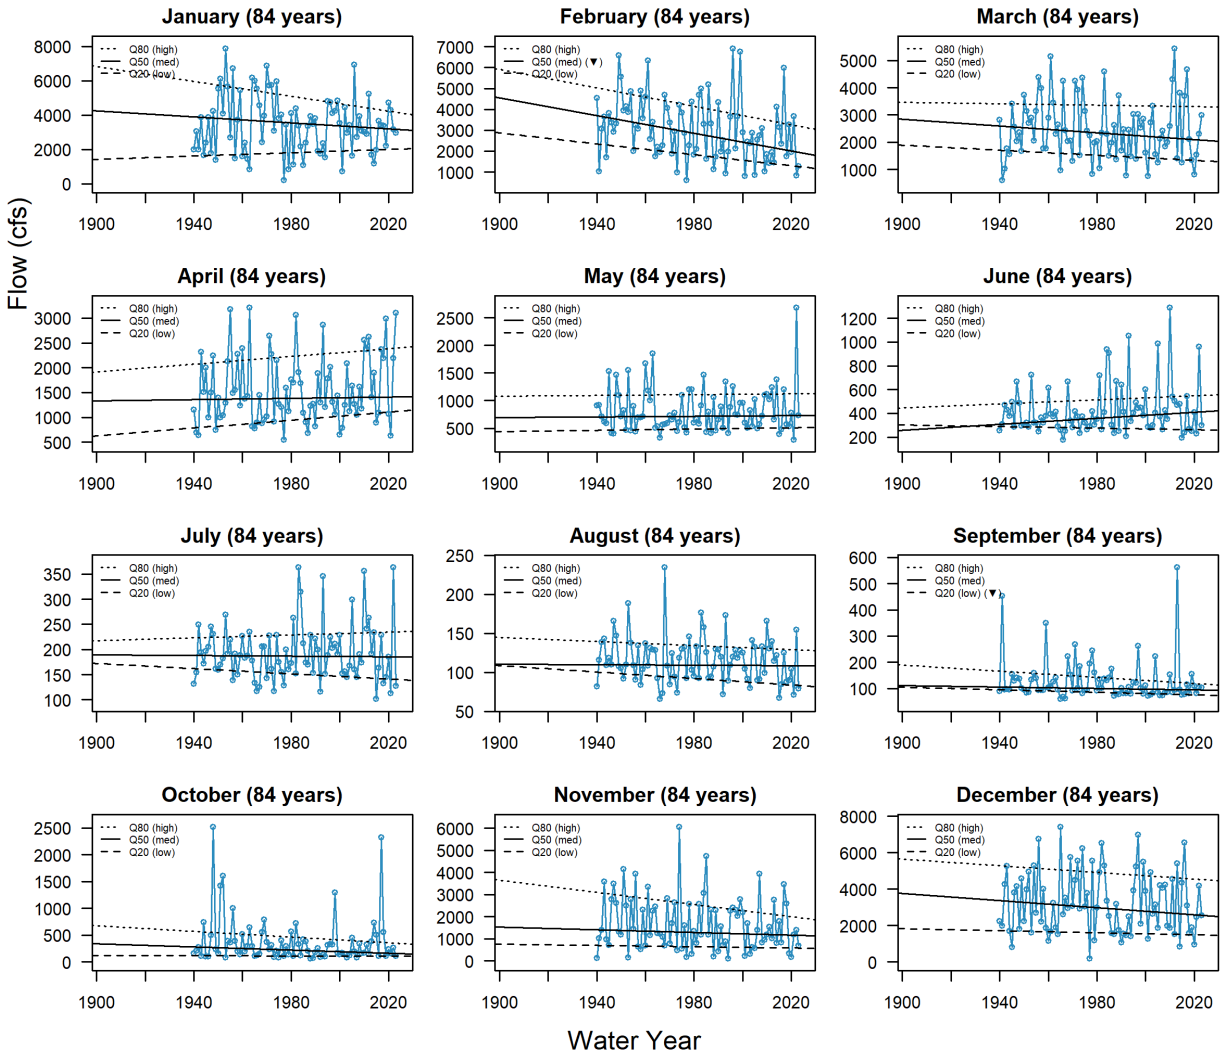 Flow (cfs)
January (84 years)
Q80 (high)
Q50 (med)
Q20 (low)
8000
6000
4000
2000
0
1900
1940
1980
2020
February (84 years)
Q80 (high)
Q50 (med) (▼)
Q20 (low)
7000
6000
5000
4000
3000
2000
1000
1900
1940
1980
2020
March (84 years)
Q80 (high)
Q50 (med)
Q20 (low)
5000
4000
3000
2000
1000
1900
1940
1980
2020
April (84 years)
Q80 (high)
Q50 (med)
Q20 (low)
3000
2500
2000
1500
1000
500
1900
1940
1980
2020
May (84 years)
Q80 (high)
Q50 (med)
Q20 (low)
2500
2000
1500
1000
500
1900
1940
1980
2020
June (84 years)
Q80 (high)
Q50 (med)
Q20 (low)
1200
1000
800
600
400
200
1900
1940
1980
2020
July (84 years)
Q80 (high)
Q50 (med)
Q20 (low)
350
300
250
200
150
100
1900
1940
1980
2020
August (84 years)
Q80 (high)
Q50 (med)
Q20 (low)
250
200
150
100
50
1900
1940
1980
2020
September (84 years)
Q80 (high)
Q50 (med)
Q20 (low) (▼)
600
500
400
300
200
100
1900
1940
1980
2020
October (84 years)
Q80 (high)
Q50 (med)
Q20 (low)
2500
2000
1500
1000
500
0
1900
1940
1980
2020
November (84 years)
Q80 (high)
Q50 (med)
Q20 (low)
6000
5000
4000
3000
2000
1000
0
1900
1940
1980
2020
December (84 years)
Q80 (high)
Q50 (med)
Q20 (low)
8000
6000
4000
2000
0
1900
1940
1980
2020
Water Year